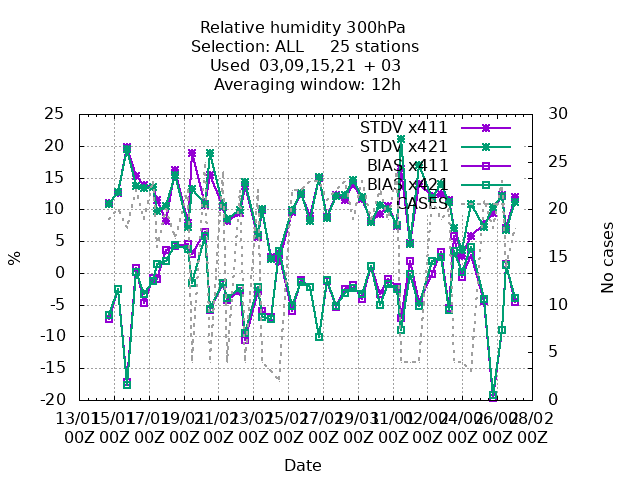 Relative humidity 300hPa
Selection: ALL 25 stations
Used 03,09,15,21 + 03
Averaging window: 12h
25 30
STDV x411
20 25
STDV x421
15 BIAS x411
BIAS x421
10 20
CASES
5 15
0
-5 10
-10
-15 5
-20 0
% No cases
13/01 15/01 17/01 19/01 21/01 23/01 25/01 27/01 29/01 31/01 02/02 24/02 26/02 28/02
00Z 00Z 00Z 00Z 00Z 00Z 00Z 00Z 00Z 00Z 00Z 00Z 00Z 00Z
Date